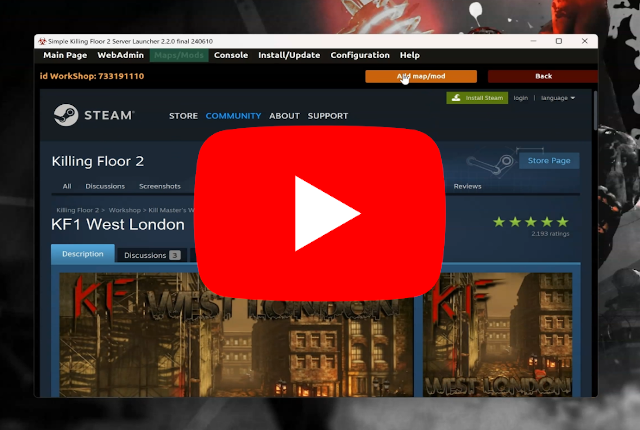 Simple Killing Floor 2 Server Launcher 2.2.0 final 240610
Main Page WebAdmin Maps/Mods Console Install/Update Configuration Help
id WorkShop: 733191110 Add map/mod Back
Install Steam login | language
STEAM STORE COMMUNITY ABOUT SUPPORT
Killing Floor 2 Store Page
All Discussions Screenshots Reviews
Killing Floor 2 > Workshop > Kill Master's W
KF1 West London
2,193 ratings
Description Discussions 3
KF WEST LONDON KF
WEST LONDON